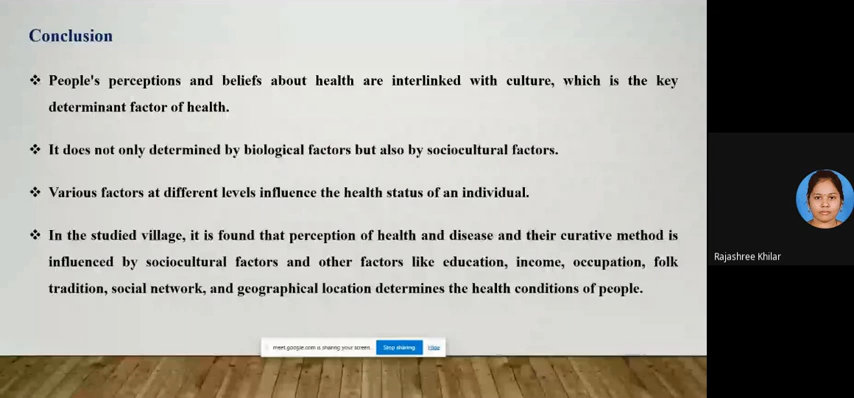 Conclusion
❖ People's perceptions and beliefs about health are interlinked with culture, which is the key
determinant factor of health.
❖ It does not only determined by biological factors but also by sociocultural factors.
❖ Various factors at different levels influence the health status of an individual.
❖ In the studied village, it is found that perception of health and disease and their curative method is
influenced by sociocultural factors and other factors like education, income, occupation, folk
tradition, social network, and geographical location determines the health conditions of people.
meet.google.com is sharing your screen. Stop sharing Hide
Rajashree Khilar